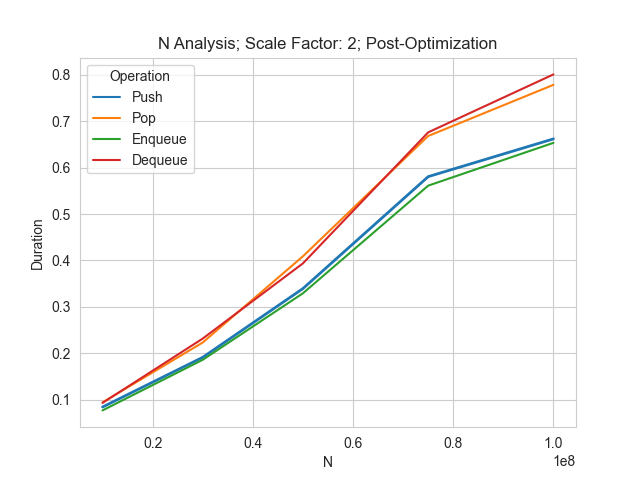 N Analysis; Scale Factor: 2; Post-Optimization
Operation
Push
Pop
Enqueue
Dequeue
Duration
0.8
0.7
0.6
0.5
0.4
0.3
0.2
0.1
0.2 0.4 0.6 0.8 1.0
1e8
N